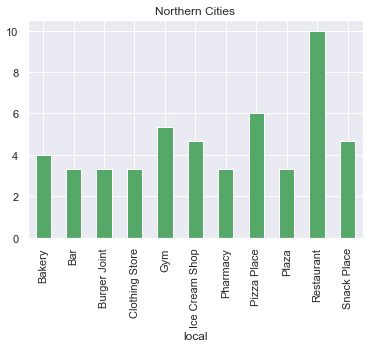 Northern Cities
10
8
6
4
2
0
Bakery
Bar
Burger Joint
Clothing Store
Gym
Ice Cream Shop
Pharmacy
Pizza Place
Plaza
Restaurant
Snack Place
local